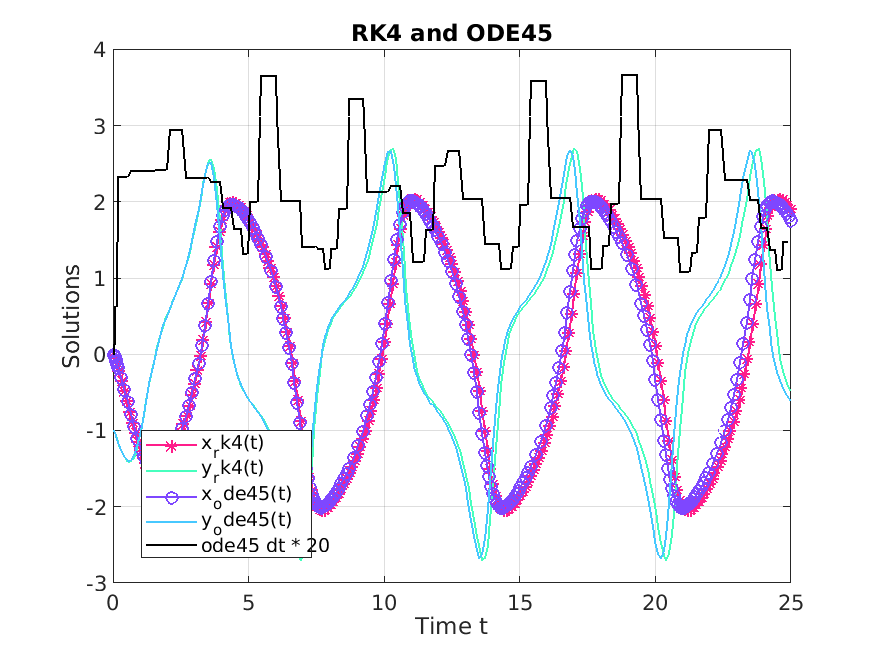 RK4 and ODE45
4
3
2
1
0
-1
-2
-3
Solutions
x_rk4(t)
y_rk4(t)
x_ode45(t)
y_ode45(t)
ode45 dt * 20
0
5
10
15
20
25
Time t